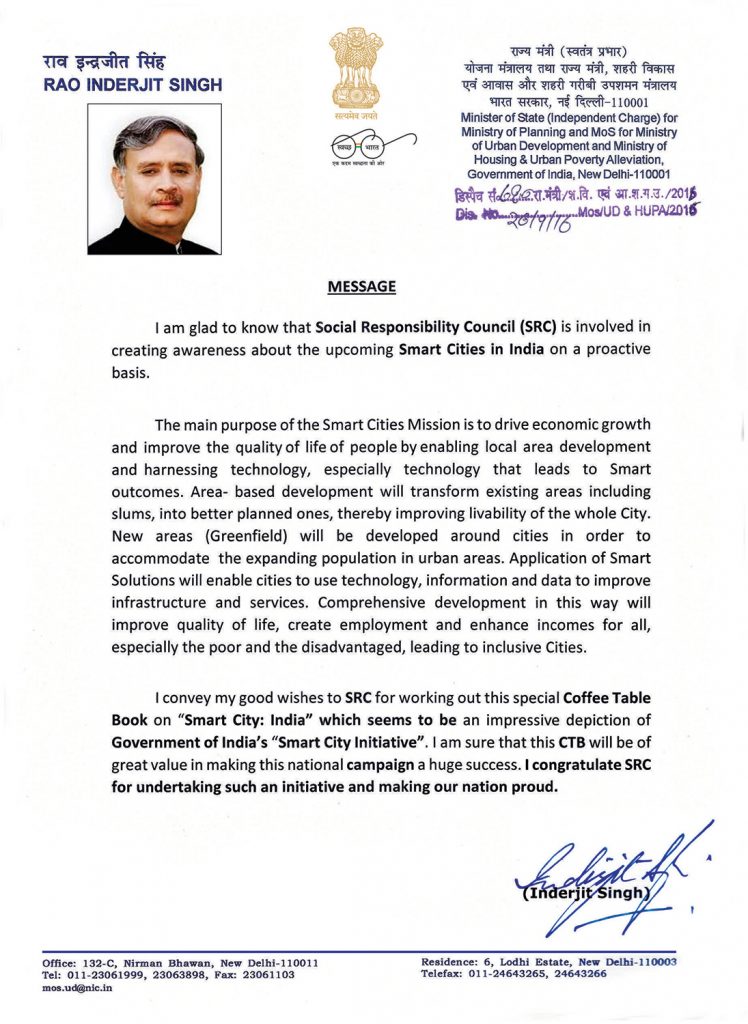 राव इन्द्रजीत सिंह
RAO INDERJIT SINGH
सत्यमेव जयते
स्वच्छ भारत
एक कदम स्वच्छता की ओर
राज्य मंत्री (स्वतंत्र प्रभार)
योजना मंत्रालय तथा राज्य मंत्री, शहरी विकास
एवं आवास और शहरी गरीबी उपशमन मंत्रालय
भारत सरकार, नई दिल्ली-110001
Minister of State (Independent Charge) for
Ministry of Planning and MoS for Ministry
of Urban Development and Ministry of
Housing & Urban Poverty Alleviation,
Government of India, New Delhi-110001
डिस्पैच सं. रा.मंत्री/श.वि. एवं आ.श.ग.उ./2016
Dis. No. 20/9/16 Mos/UD & HUPA/2016
MESSAGE
I am glad to know that Social Responsibility Council (SRC) is involved in
creating awareness about the upcoming Smart Cities in India on a proactive
basis.
The main purpose of the Smart Cities Mission is to drive economic growth
and improve the quality of life of people by enabling local area development
and harnessing technology, especially technology that leads to Smart
outcomes. Area- based development will transform existing areas including
slums, into better planned ones, thereby improving livability of the whole City.
New areas (Greenfield) will be developed around cities in order to
accommodate the expanding population in urban areas. Application of Smart
Solutions will enable cities to use technology, information and data to improve
infrastructure and services. Comprehensive development in this way will
improve quality of life, create employment and enhance incomes for all,
especially the poor and the disadvantaged, leading to inclusive Cities.
I convey my good wishes to SRC for working out this special Coffee Table
Book on “Smart City: India” which seems to be an impressive depiction of
Government of India’s “Smart City Initiative”. I am sure that this CTB will be of
great value in making this national campaign a huge success. I congratulate SRC
for undertaking such an initiative and making our nation proud.
(Inderjit Singh)
Office: 132-C, Nirman Bhawan, New Delhi-110011
Tel: 011-23061999, 23063898, Fax: 23061103
mos.ud@nic.in
Residence: 6, Lodhi Estate, New Delhi-110003
Telefax: 011-24643265, 24643266